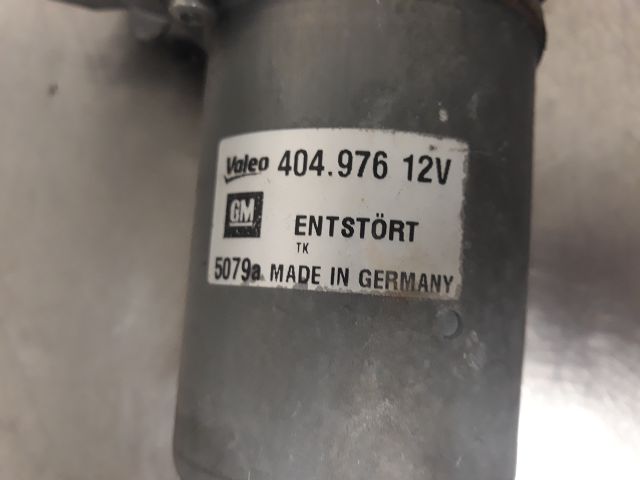 Valeo 404.976 12V
GM ENTSTÖRT
TK
5079a MADE IN GERMANY